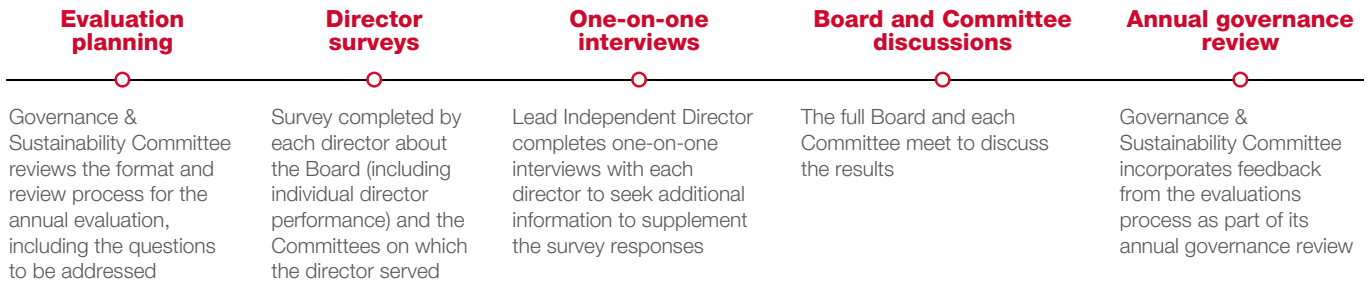 Evaluation
planning
Governance &
Sustainability Committee
reviews the format and
review process for the
annual evaluation,
including the questions
to be addressed
Director
surveys
Survey completed by
each director about
the Board (including
individual director
performance) and the
Committees on which
the director served
One-on-one
interviews
Lead Independent Director
completes one-on-one
interviews with each
director to seek additional
information to supplement
the survey responses
Board and Committee
discussions
The full Board and each
Committee meet to discuss
the results
Annual governance
review
Governance &
Sustainability Committee
incorporates feedback
from the evaluations
process as part of its
annual governance review